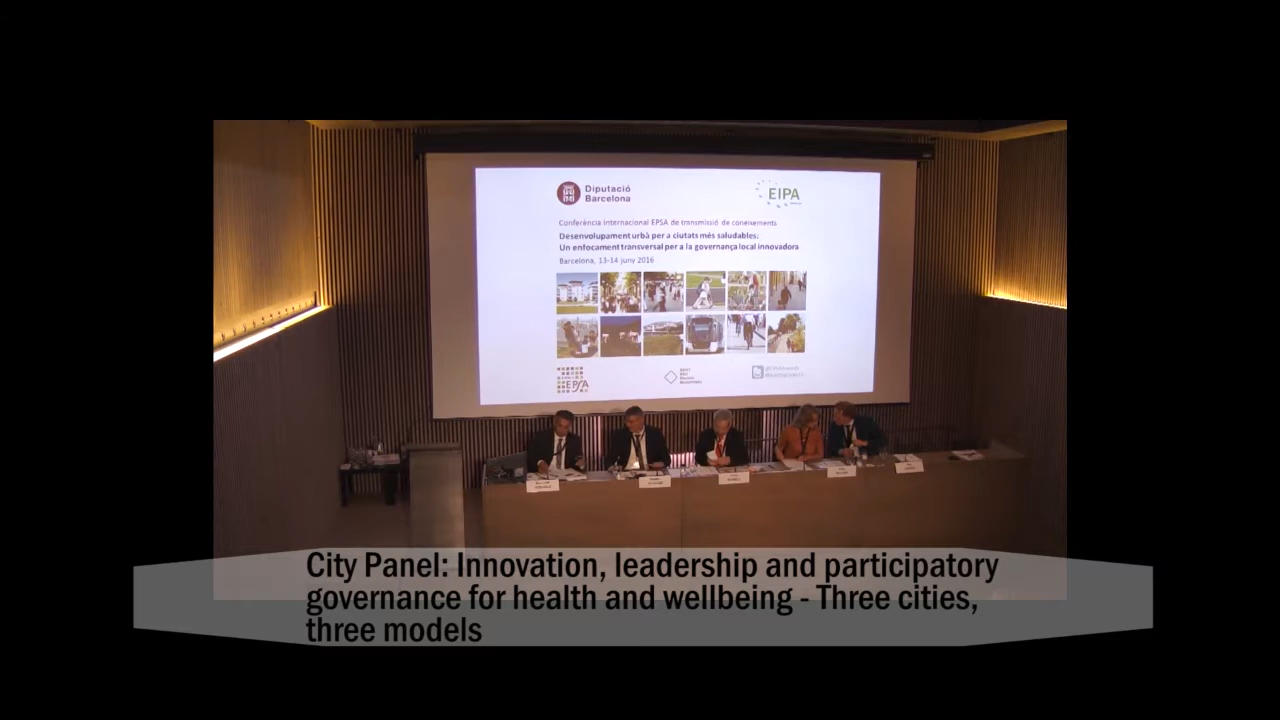 Diputació
Barcelona
EIPA
Conferència internacional EPSA de transmissió de coneixements
Desenvolupament urbà per a ciutats més saludables:
Un enfocament transversal per a la governança local innovadora
Barcelona, 13-14 juny 2016
EPSA
City Panel: Innovation, leadership and participatory
governance for health and wellbeing - Three cities,
three models